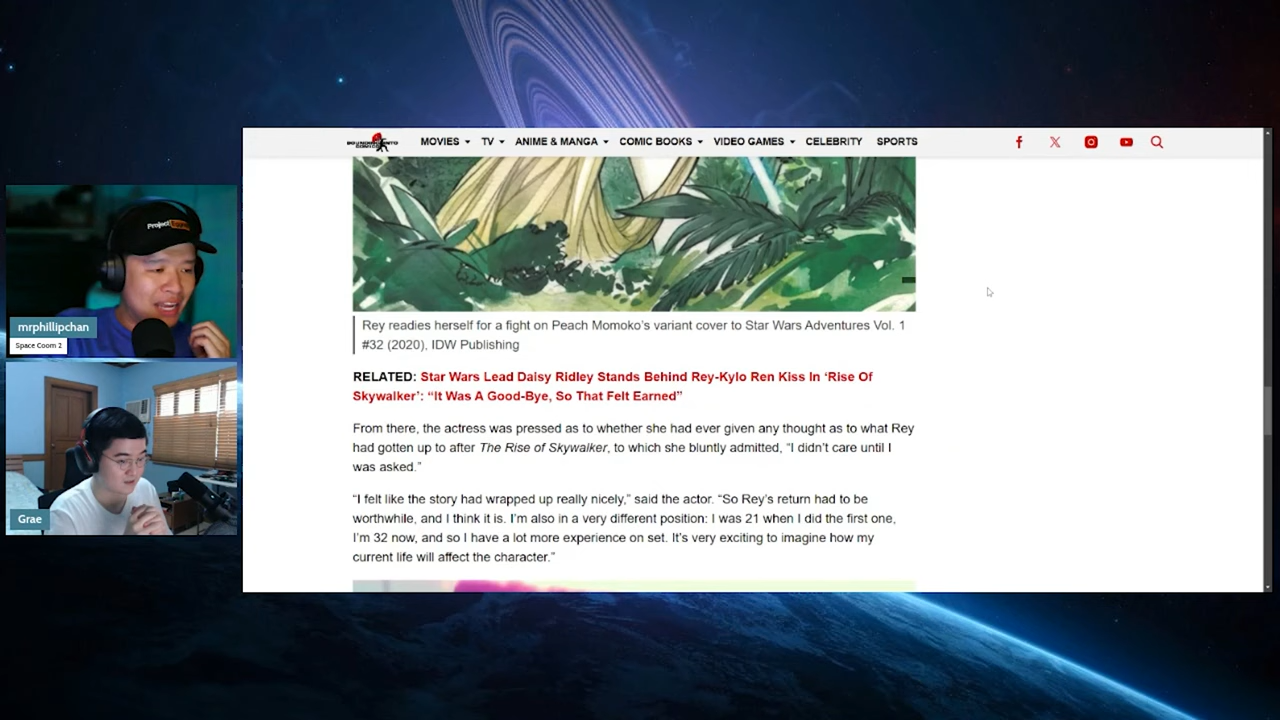 MOVIES TV ANIME & MANGA COMIC BOOKS VIDEO GAMES CELEBRITY SPORTS
Project
mrphillipchan
Space Coom 2
Grae
Rey readies herself for a fight on Peach Momoko's variant cover to Star Wars Adventures Vol. 1
#32 (2020), IDW Publishing
RELATED: Star Wars Lead Daisy Ridley Stands Behind Rey-Kylo Ren Kiss In ‘Rise Of
Skywalker’: “It Was A Good-Bye, So That Felt Earned”
From there, the actress was pressed as to whether she had ever given any thought as to what Rey
had gotten up to after The Rise of Skywalker, to which she bluntly admitted, “I didn’t care until I
was asked.”
“I felt like the story had wrapped up really nicely,” said the actor. “So Rey’s return had to be
worthwhile, and I think it is. I’m also in a very different position: I was 21 when I did the first one,
I’m 32 now, and so I have a lot more experience on set. It’s very exciting to imagine how my
current life will affect the character.”